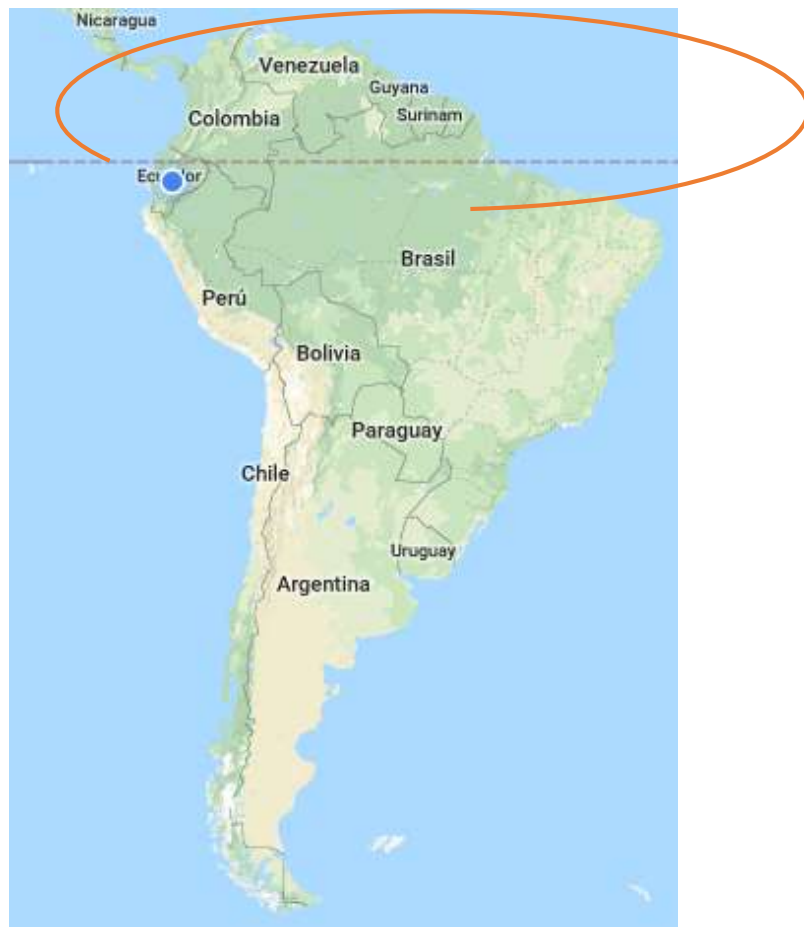 Nicaragua
Venezuela
Guyana
Surinam
Colombia
Brasil
Perú
Bolivia
Paraguay
Chile
Uruguay
Argentina